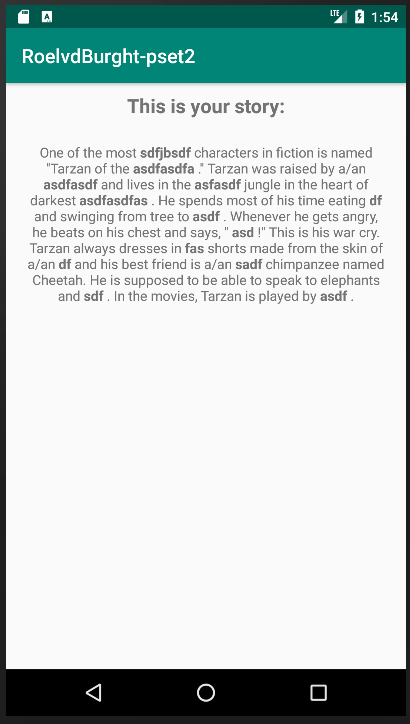 LTE 1:54
RoelvdBurght-pset2
This is your story:
One of the most sdfjbsdf characters in fiction is named
"Tarzan of the asdfasdfa ." Tarzan was raised by a/an
asdfasdf and lives in the asfasdf jungle in the heart of
darkest asdfasdfas . He spends most of his time eating df
and swinging from tree to asdf . Whenever he gets angry,
he beats on his chest and says, " asd !" This is his war cry.
Tarzan always dresses in fas shorts made from the skin of
a/an df and his best friend is a/an sadf chimpanzee named
Cheetah. He is supposed to be able to speak to elephants
and sdf . In the movies, Tarzan is played by asdf .